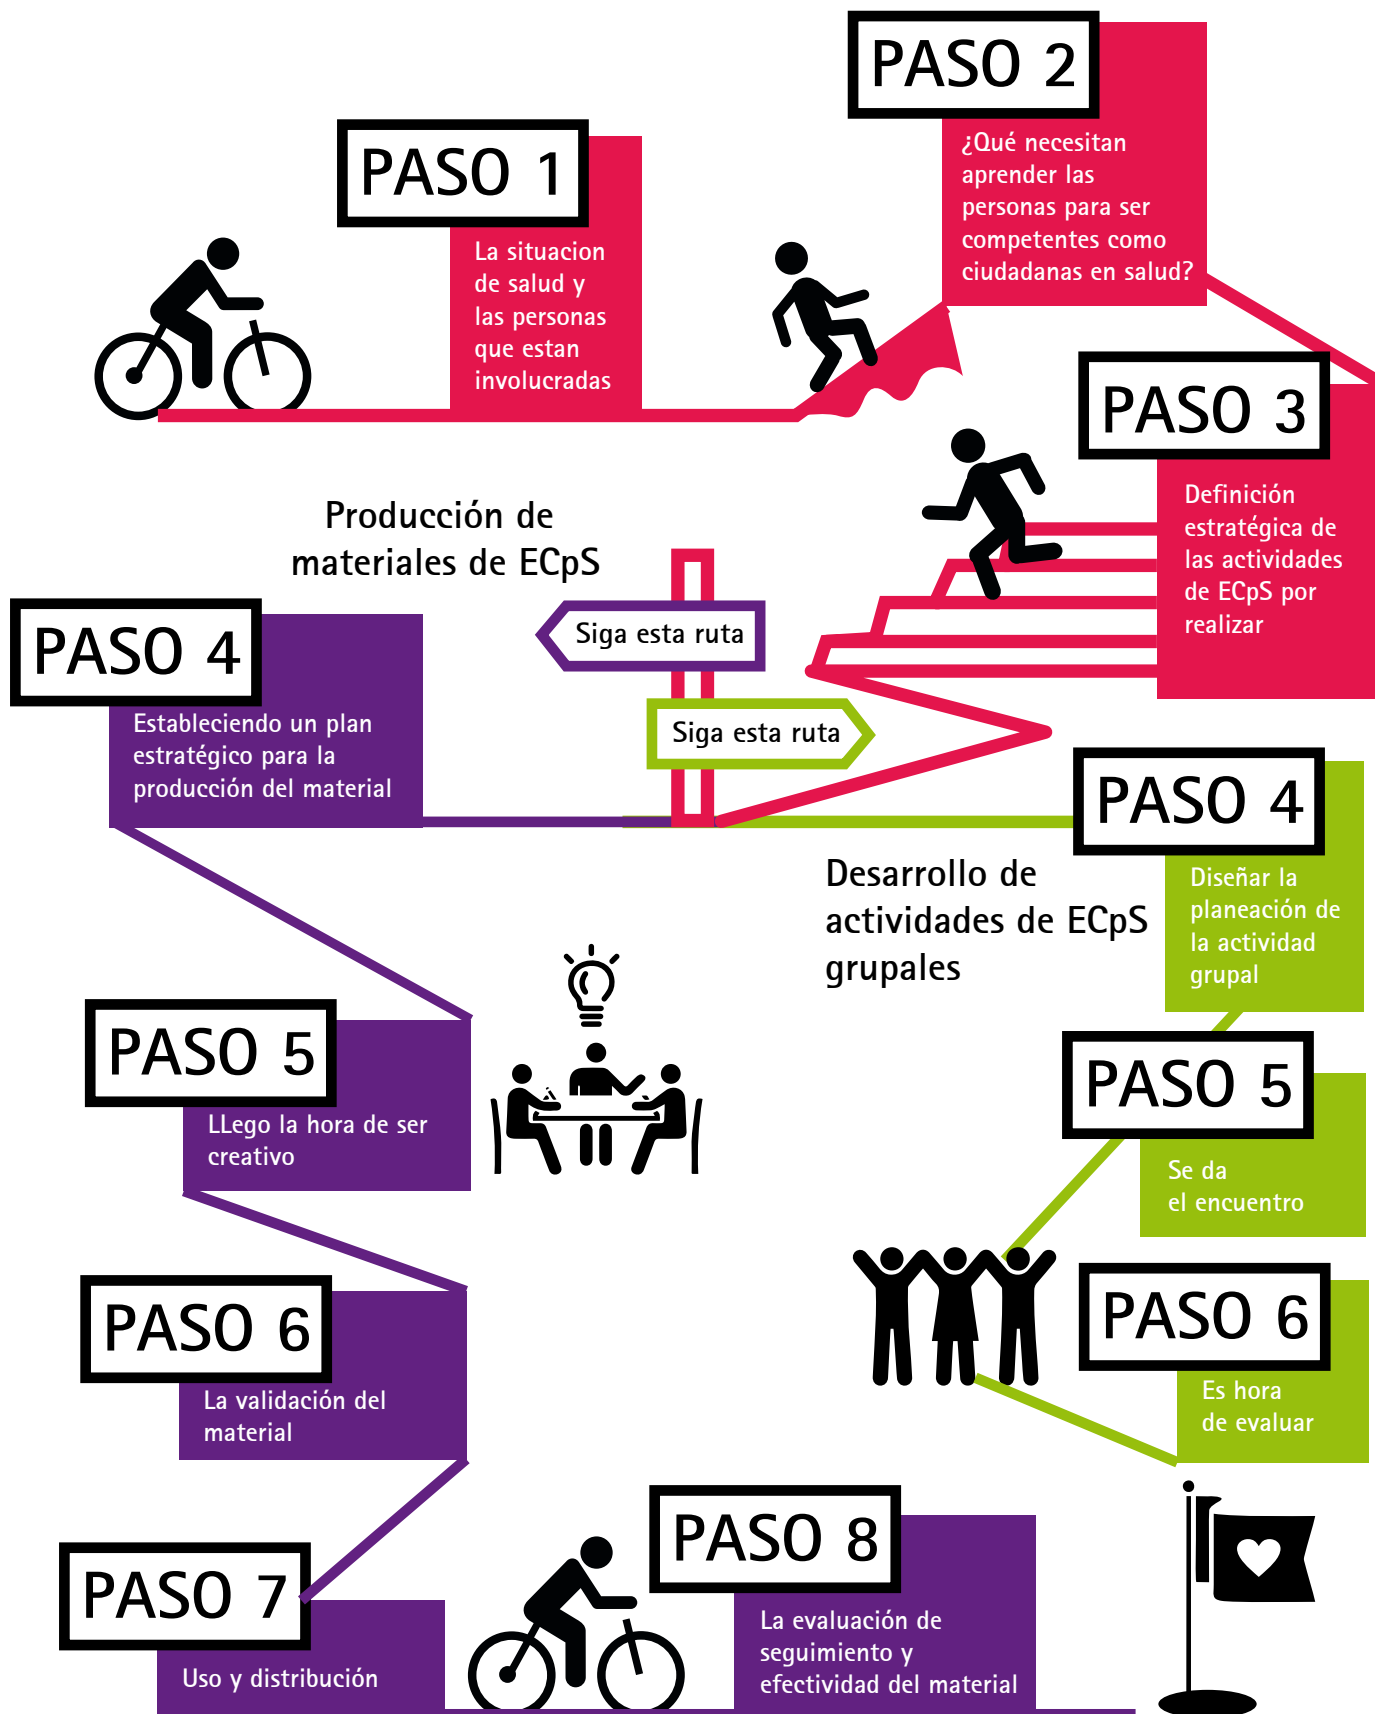 PASO 1
La situacion
de salud y
las personas
que estan
involucradas
PASO 2
¿Qué necesitan
aprender las
personas para ser
competentes como
ciudadanas en salud?
PASO 3
Definición
estratégica de
las actividades
de ECpS por
realizar
Producción de
materiales de ECpS
Siga esta ruta
Siga esta ruta
PASO 4
Estableciendo un plan
estratégico para la
producción del material
PASO 5
LLego la hora de ser
creativo
PASO 6
La validación del
material
PASO 7
Uso y distribución
PASO 8
La evaluación de
seguimiento y
efectividad del material
Desarrollo de
actividades de ECpS
grupales
PASO 4
Diseñar la
planeación de
la actividad
grupal
PASO 5
Se da
el encuentro
PASO 6
Es hora
de evaluar